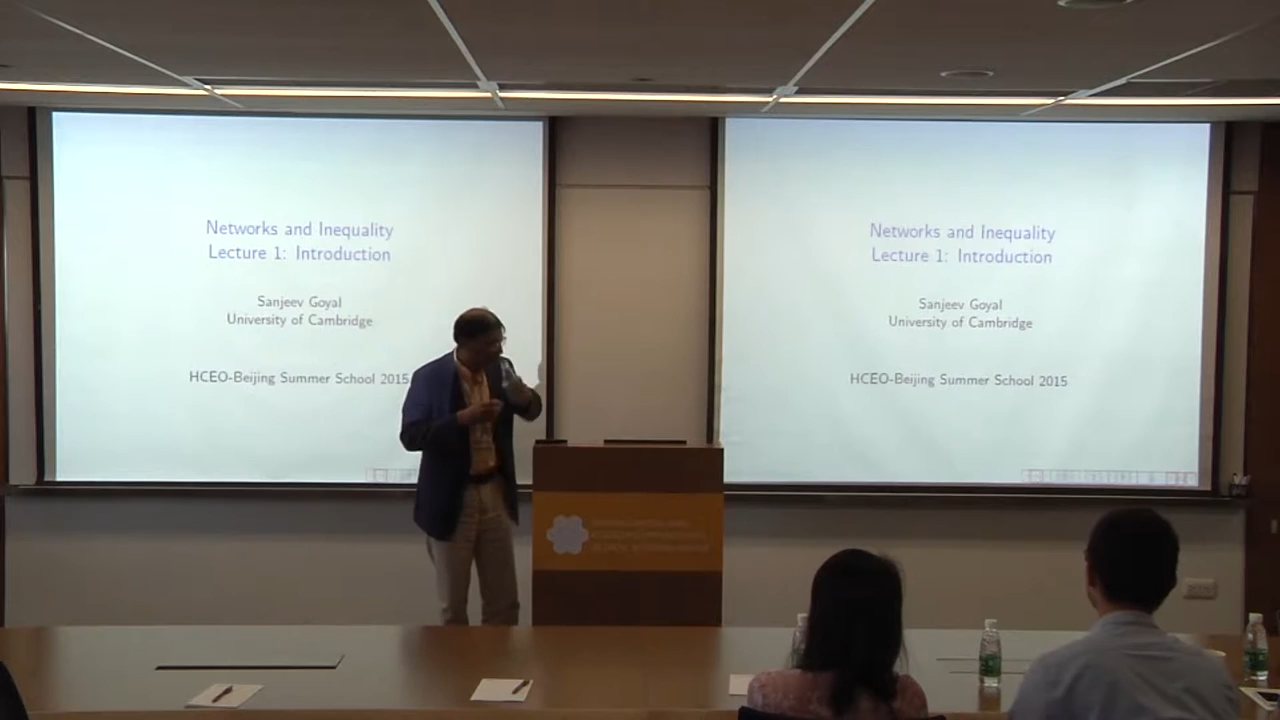 Networks and Inequality
Lecture 1: Introduction
Sanjeev Goyal
University of Cambridge
HCEO-Beijing Summer School 2015
Networks and Inequality
Lecture 1: Introduction
Sanjeev Goyal
University of Cambridge
HCEO-Beijing Summer School 2015